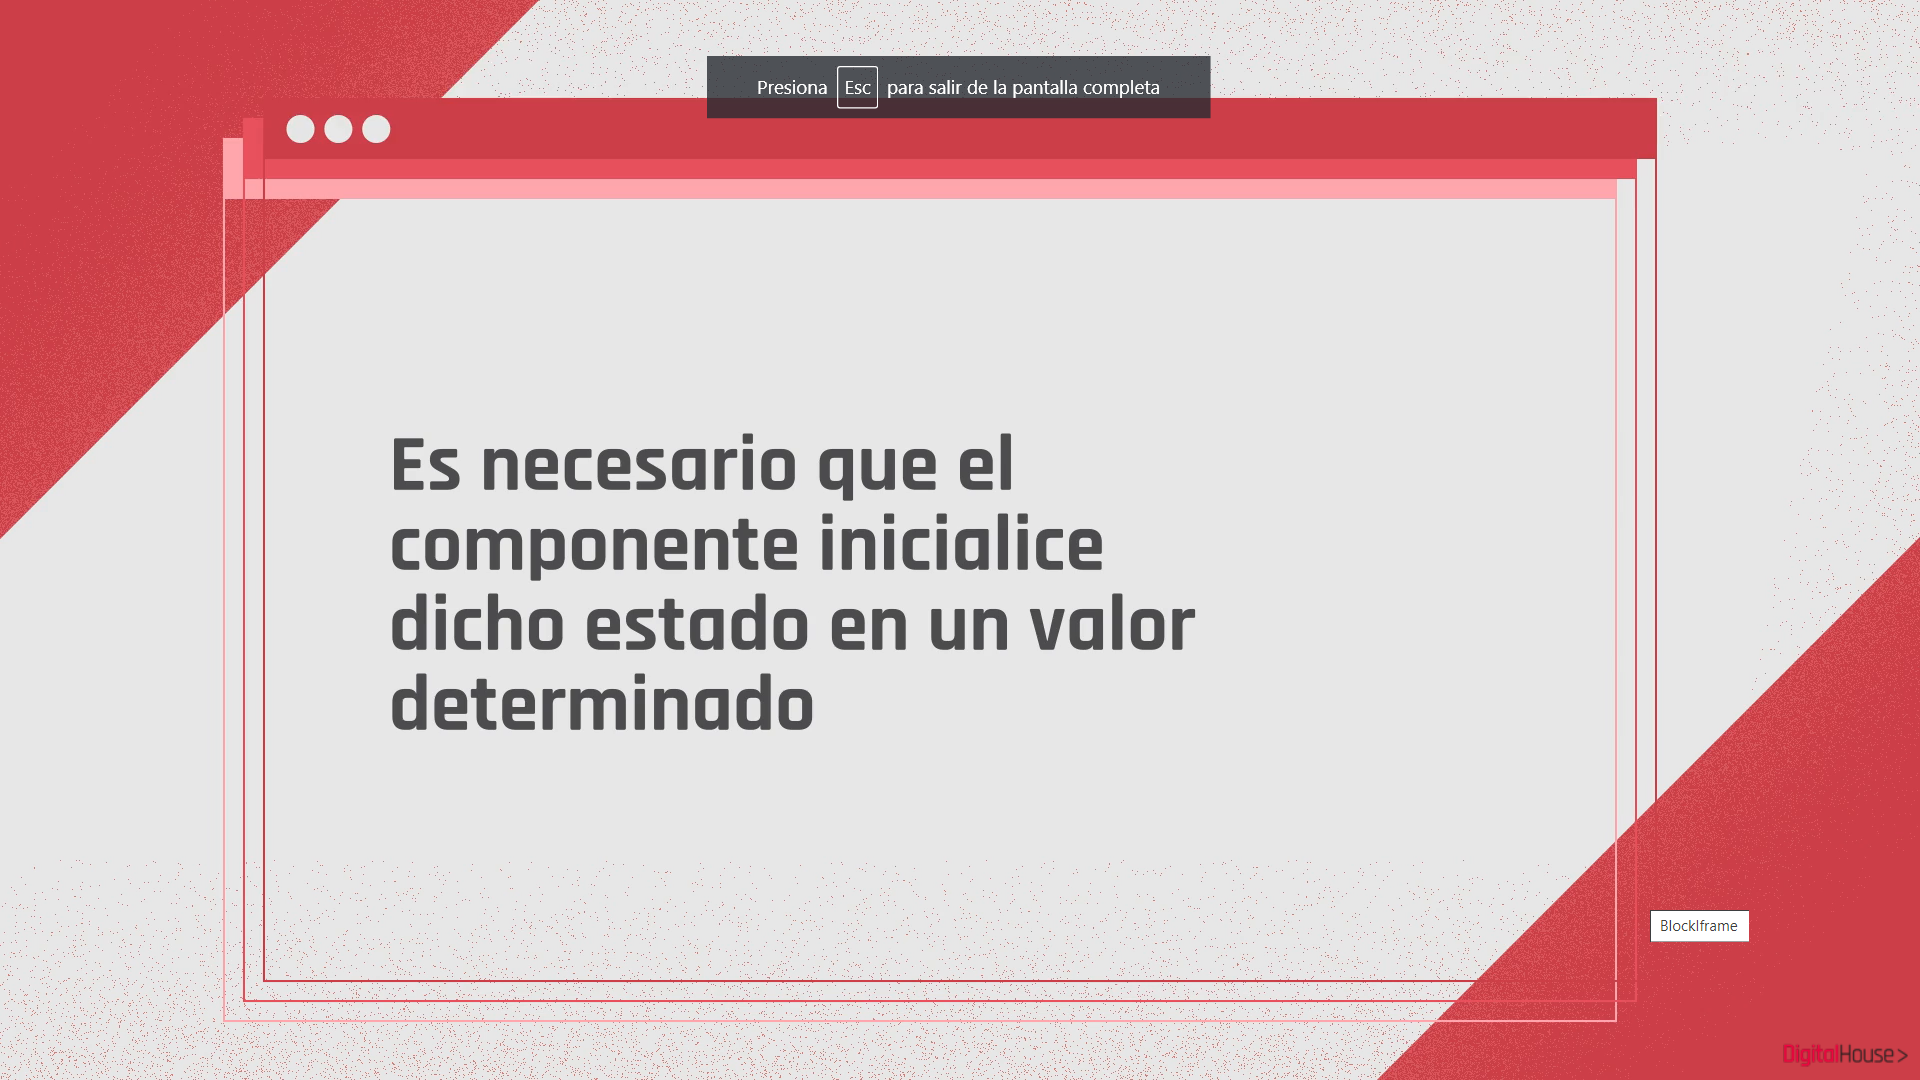 Presiona Esc para salir de la pantalla completa
Es necesario que el
componente inicialice
dicho estado en un valor
determinado
BlockIframe
DigitalHouse>